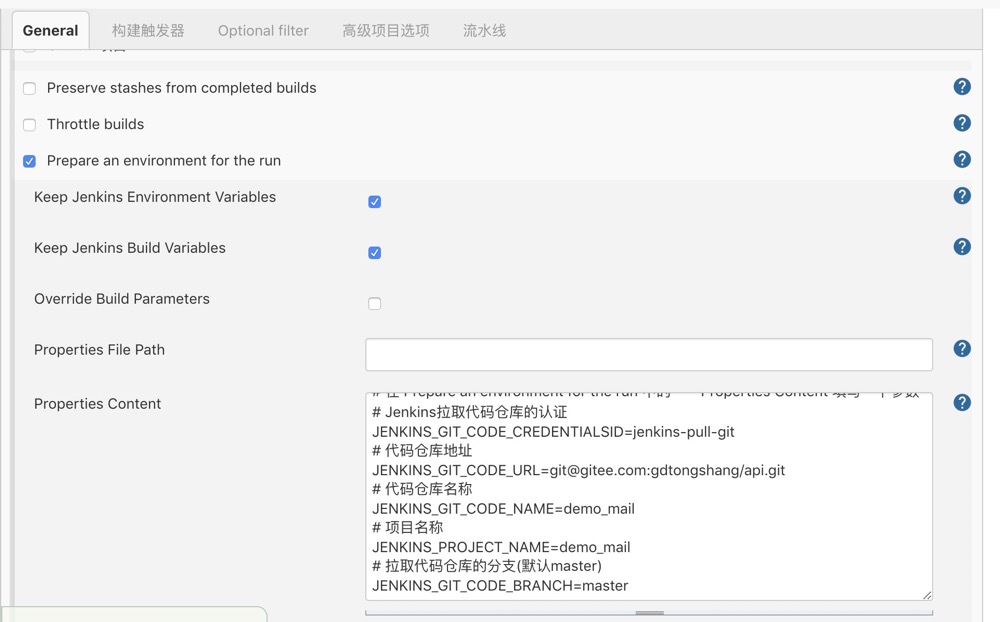 General
构建触发器
Optional filter
高级项目选项
流水线
Preserve stashes from completed builds
Throttle builds
Prepare an environment for the run
Keep Jenkins Environment Variables
Keep Jenkins Build Variables
Override Build Parameters
Properties File Path
Properties Content
# Jenkins拉取代码仓库的认证
JENKINS_GIT_CODE_CREDENTIALSID=jenkins-pull-git
# 代码仓库地址
JENKINS_GIT_CODE_URL=git@gitee.com:gdtongshang/api.git
# 代码仓库名称
JENKINS_GIT_CODE_NAME=demo_mail
# 项目名称
JENKINS_PROJECT_NAME=demo_mail
# 拉取代码仓库的分支(默认master)
JENKINS_GIT_CODE_BRANCH=master